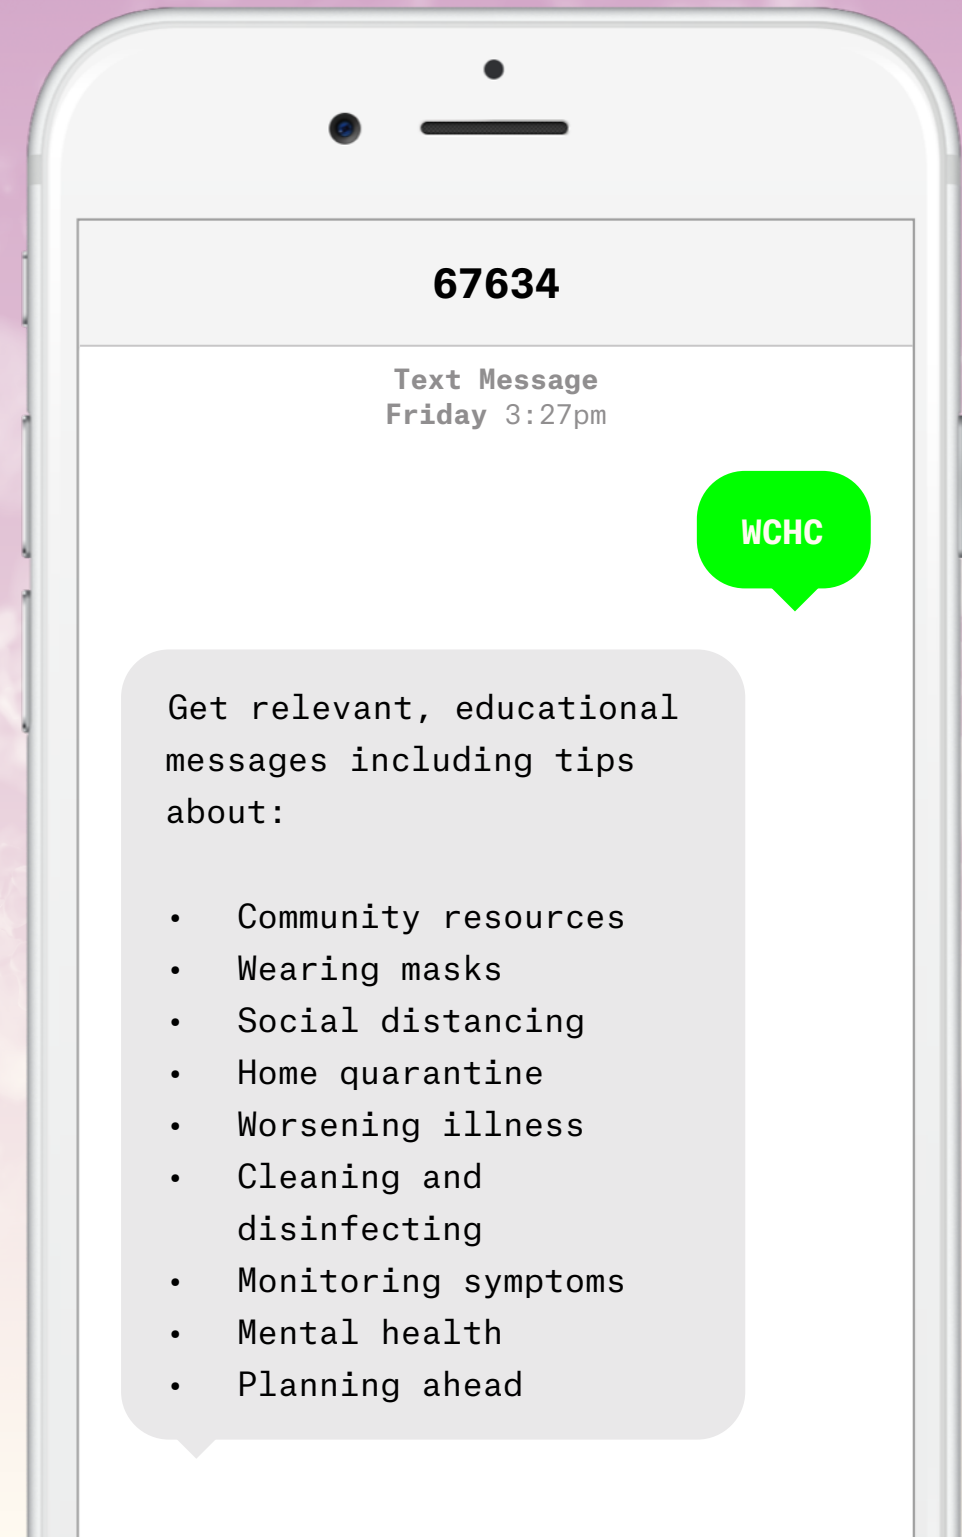 67634
Text Message
Friday 3:27pm
WCHC
Get relevant, educational
messages including tips
about:
• Community resources
• Wearing masks
• Social distancing
• Home quarantine
• Worsening illness
• Cleaning and
disinfecting
• Monitoring symptoms
• Mental health
• Planning ahead